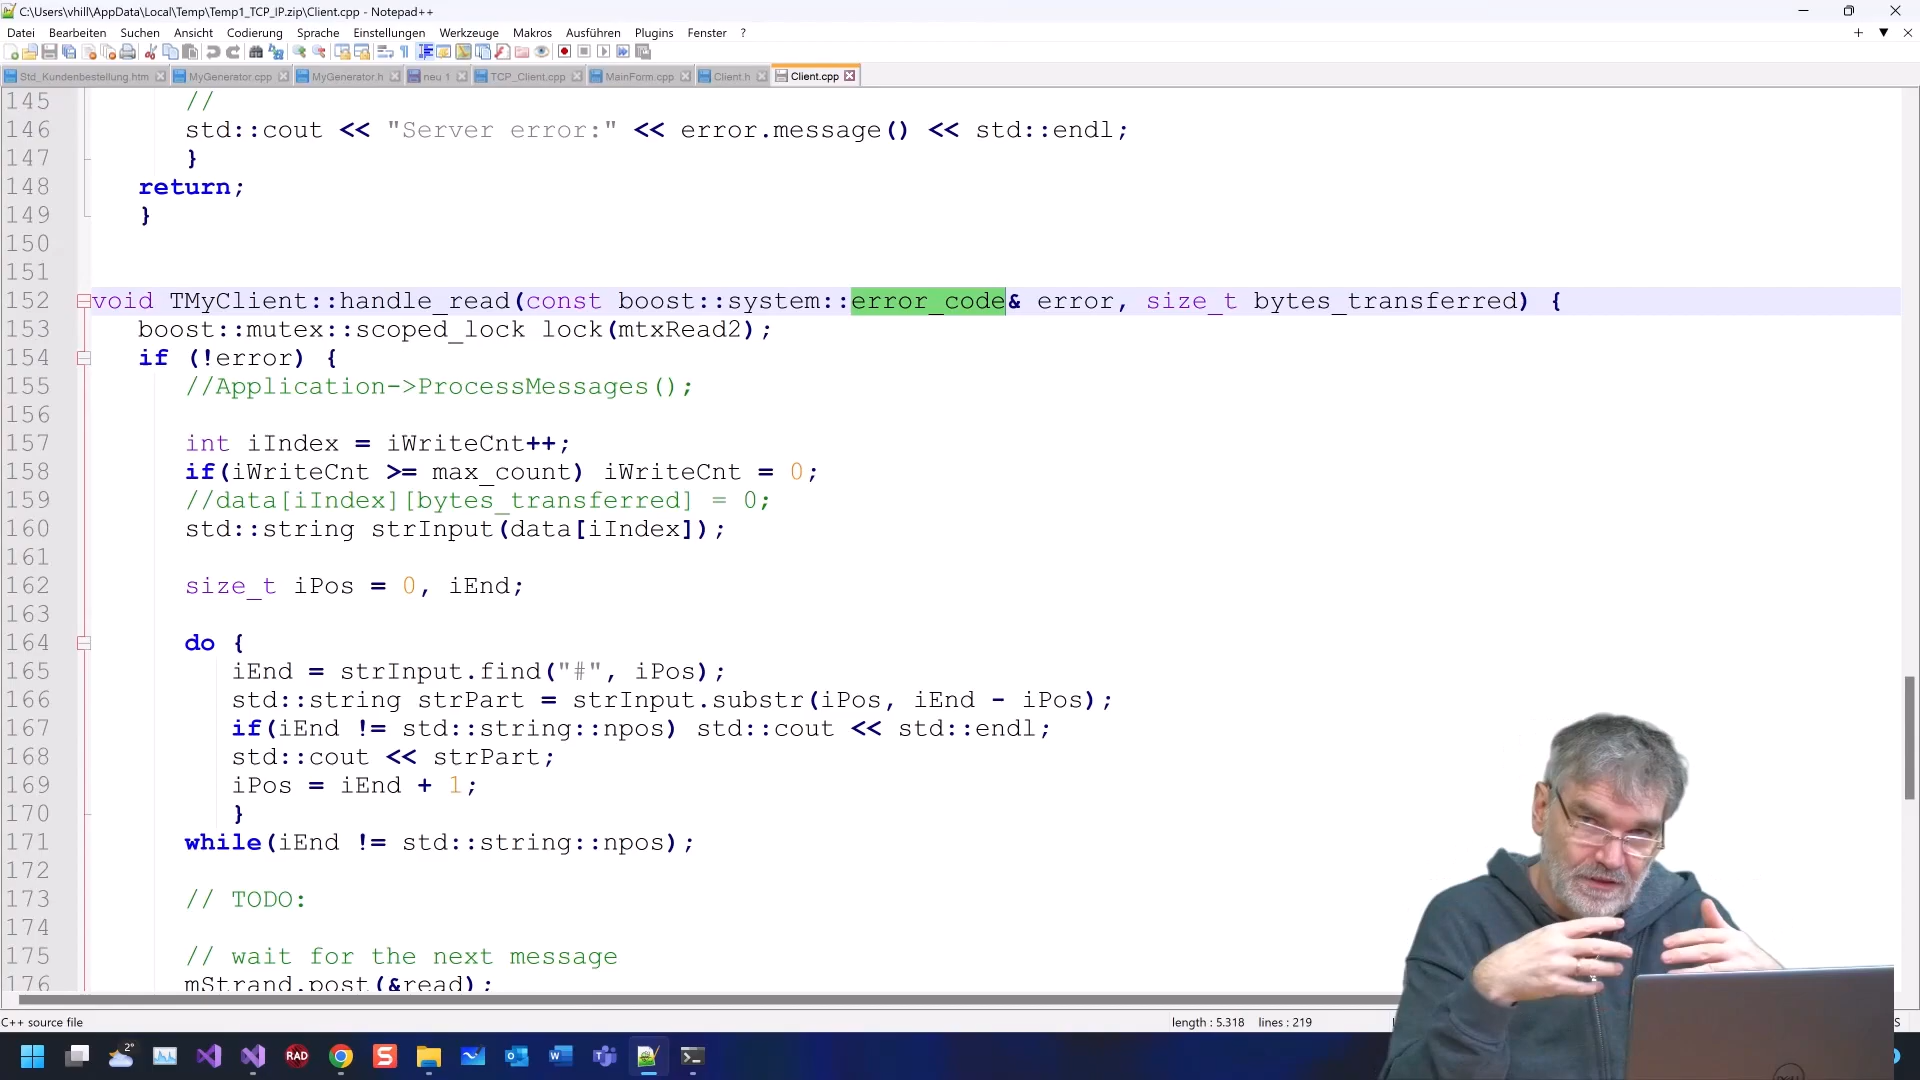 C:\Users\vhill\AppData\Local\Temp\Temp1_TCP_IP.zip\Client.cpp - Notepad++
Datei Bearbeiten Suchen Ansicht Codierung Sprache Einstellungen Werkzeuge Makros Ausführen Plugins Fenster ?
Std_Kundenbestellung.htm MyGenerator.cpp MyGenerator.h neu 1 TCP_Client.cpp MainForm.cpp Client.h Client.cpp
145 //
146 std::cout << "Server error:" << error.message() << std::endl;
147 }
148 return;
149 }
150
151
152 void TMyClient::handle_read(const boost::system::error_code& error, size_t bytes_transferred) {
153 boost::mutex::scoped_lock lock(mtxRead2);
154 if (!error) {
155 //Application->ProcessMessages();
156
157 int iIndex = iWriteCnt++;
158 if(iWriteCnt >= max_count) iWriteCnt = 0;
159 //data[iIndex][bytes_transferred] = 0;
160 std::string strInput(data[iIndex]);
161
162 size_t iPos = 0, iEnd;
163
164 do {
165 iEnd = strInput.find("#", iPos);
166 std::string strPart = strInput.substr(iPos, iEnd - iPos);
167 if(iEnd != std::string::npos) std::cout << std::endl;
168 std::cout << strPart;
169 iPos = iEnd + 1;
170 }
171 while(iEnd != std::string::npos);
172
173 // TODO:
174
175 // wait for the next message
176 mStrand.post(&read);
C++ source file length : 5.318 lines : 219
2°
RAD